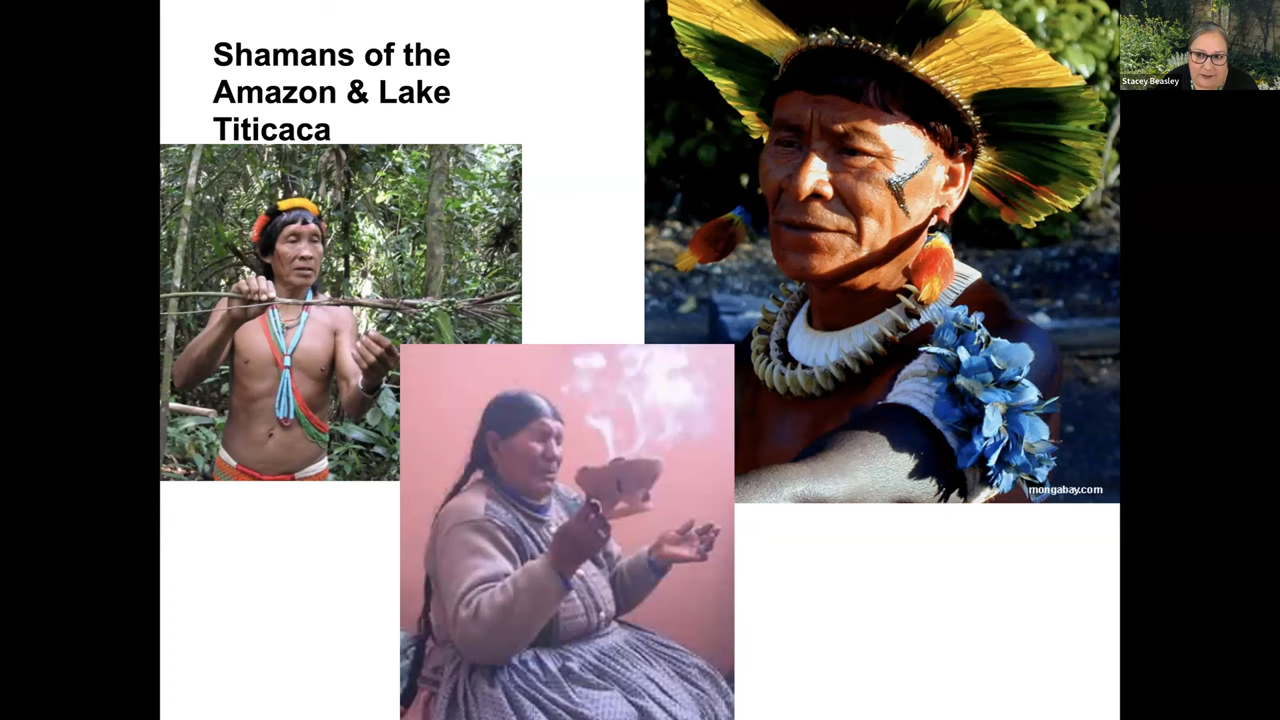 Shamans of the
Amazon & Lake
Titicaca
Stacey Beasley
mongabay.com